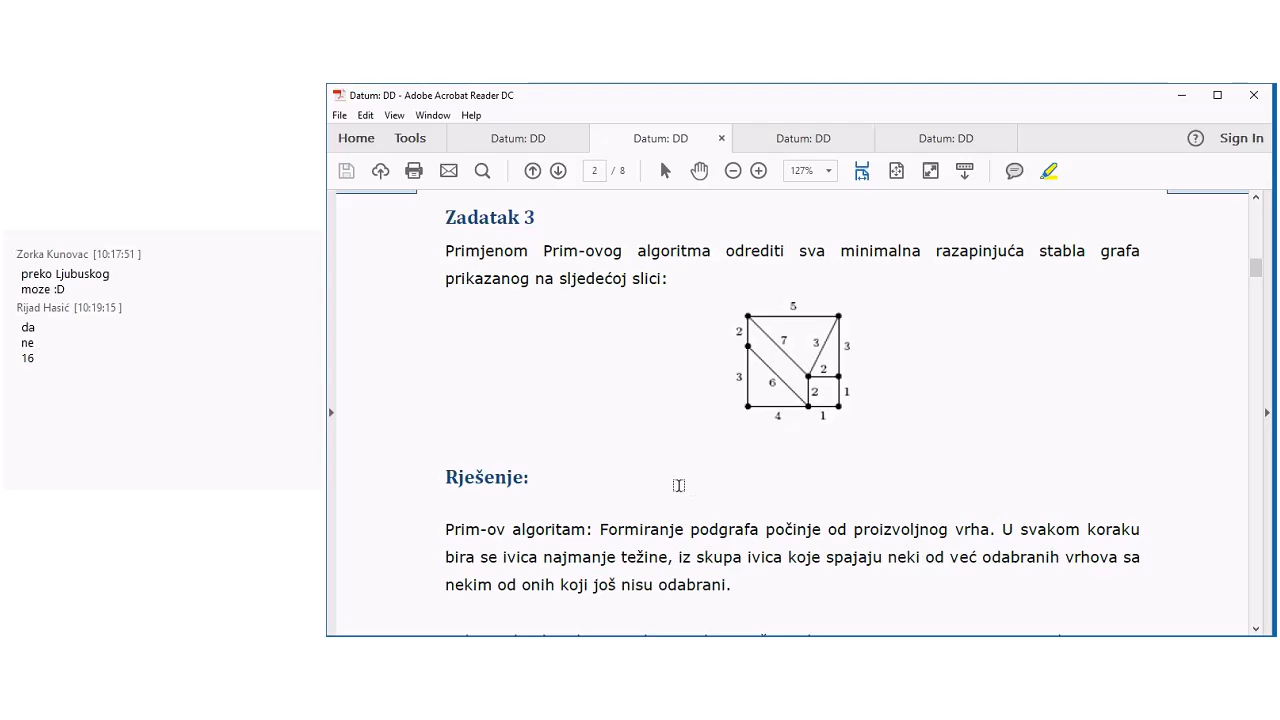 Datum: DD - Adobe Acrobat Reader DC
File Edit View Window Help
Home Tools Datum: DD Datum: DD × Datum: DD Datum: DD ? Sign In
2 / 8 127%
Zorka Kunovac [10:17:51 ]
preko Ljubuskog
moze :D
Rijad Hasić [10:19:15 ]
da
ne
16
Zadatak 3
Primjenom Prim-ovog algoritma odrediti sva minimalna razapinjuća stabla grafa
prikazanog na sljedećoj slici:
5
2 7 3 3
2
3 6 2 1
4 1
Rješenje:
Prim-ov algoritam: Formiranje podgrafa počinje od proizvoljnog vrha. U svakom koraku
bira se ivica najmanje težine, iz skupa ivica koje spajaju neki od već odabranih vrhova sa
nekim od onih koji još nisu odabrani.